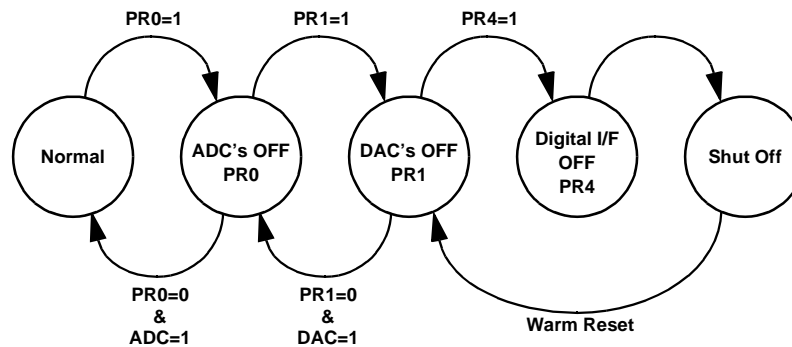 PR0=1
PR1=1
PR4=1
Normal
ADC's OFF
PR0
DAC's OFF
PR1
Digital I/F
OFF
PR4
Shut Off
PR0=0
&
ADC=1
PR1=0
&
DAC=1
Warm Reset